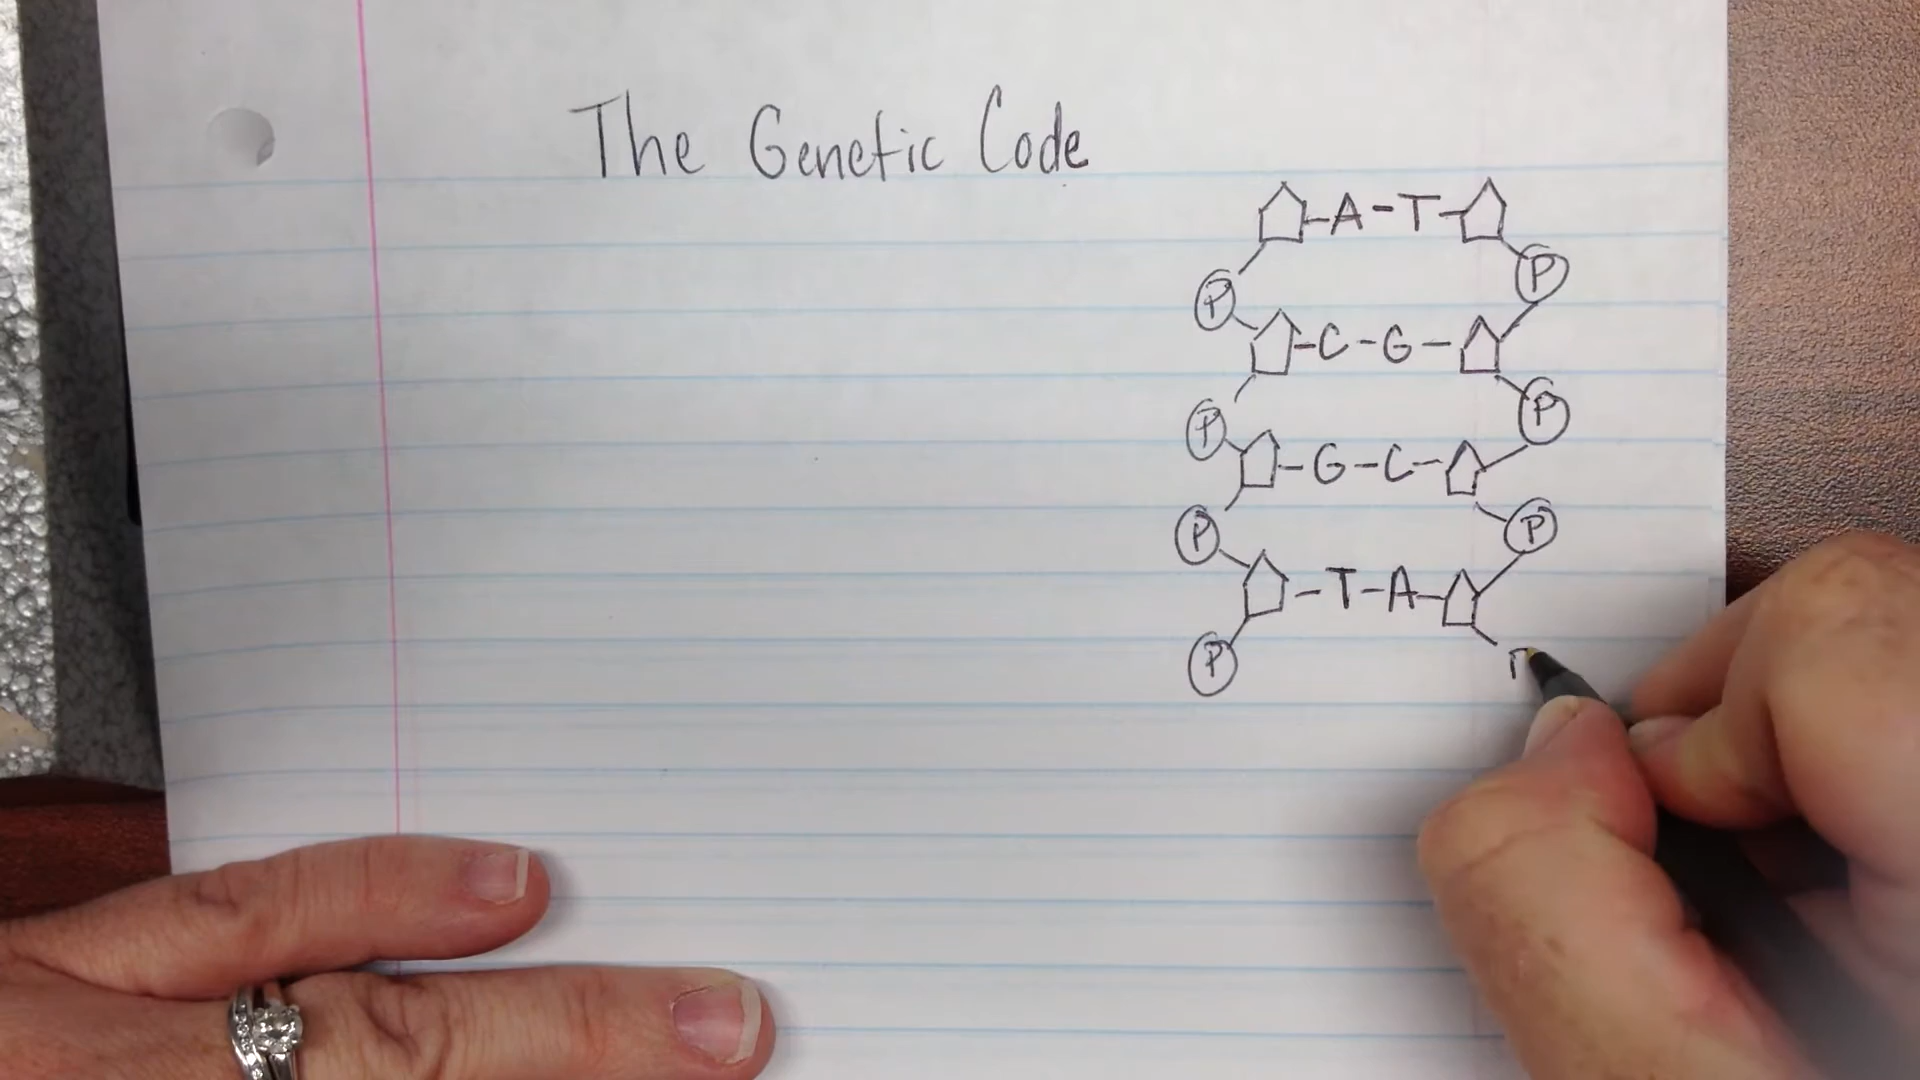 The Genetic Code
A-T
P P
C-G
P P
G-C
P P
T-A
P